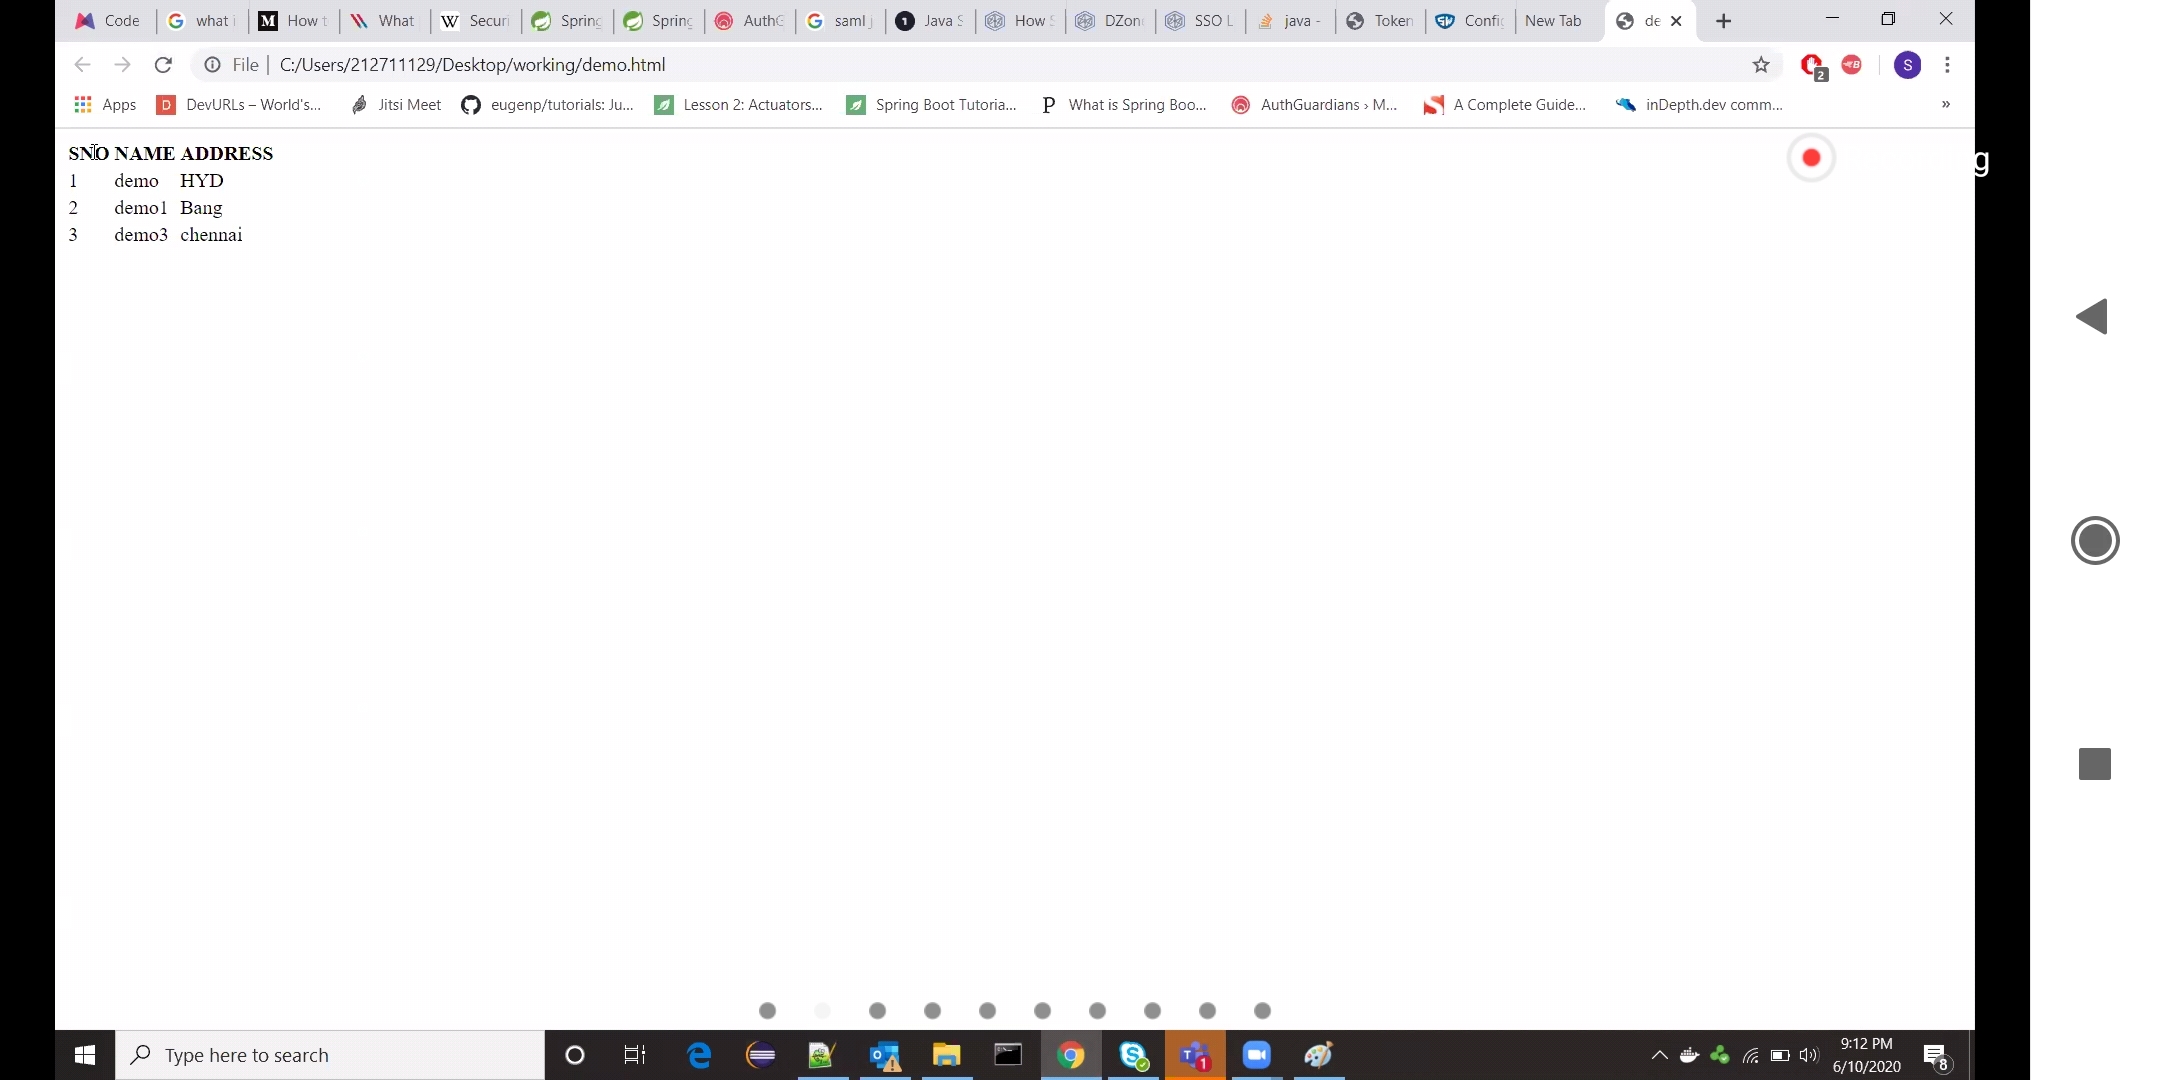 Code what i How t What Securi Spring Spring AuthG saml j Java S How S DZon SSO L java - Token Config New Tab de
File C:/Users/212711129/Desktop/working/demo.html
2 S
Apps DevURLs – World's... Jitsi Meet eugenp/tutorials: Ju... Lesson 2: Actuators... Spring Boot Tutoria... What is Spring Boo... AuthGuardians › M... A Complete Guide... inDepth.dev comm... »
SNO NAME ADDRESS
1 demo HYD
2 demo1 Bang
3 demo3 chennai
g
Type here to search
1
9:12 PM
6/10/2020
8